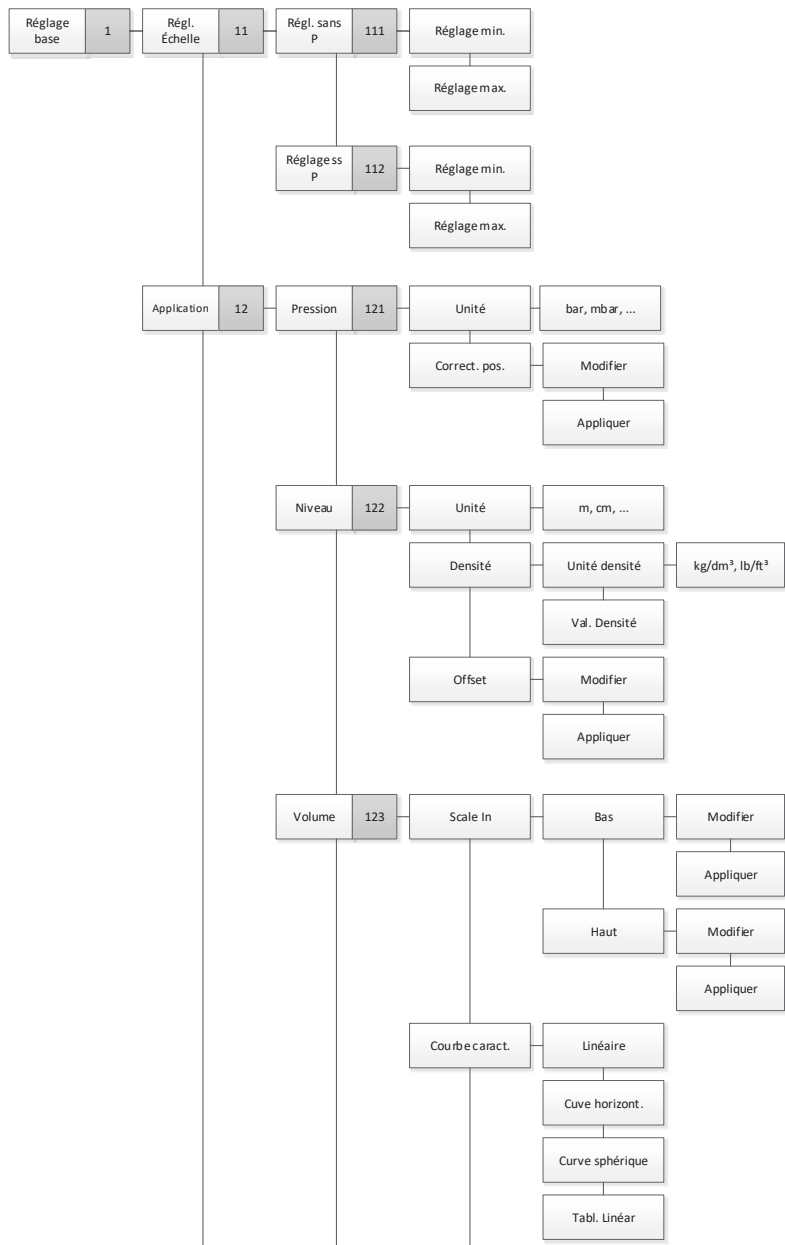 Réglage
base
1
Régl.
Échelle
11
Régl. sans
P
111
Réglage min.
Réglage max.
Réglage ss
P
112
Réglage min.
Réglage max.
Application
12
Pression
121
Unité
bar, mbar, ...
Correct. pos.
Modifier
Appliquer
Niveau
122
Unité
m, cm, ...
Densité
Unité densité
kg/dm³, lb/ft³
Val. Densité
Offset
Modifier
Appliquer
Volume
123
Scale In
Bas
Modifier
Appliquer
Haut
Modifier
Appliquer
Courbe caract.
Linéaire
Cuve horizont.
Curve sphérique
Tabl. Linéar